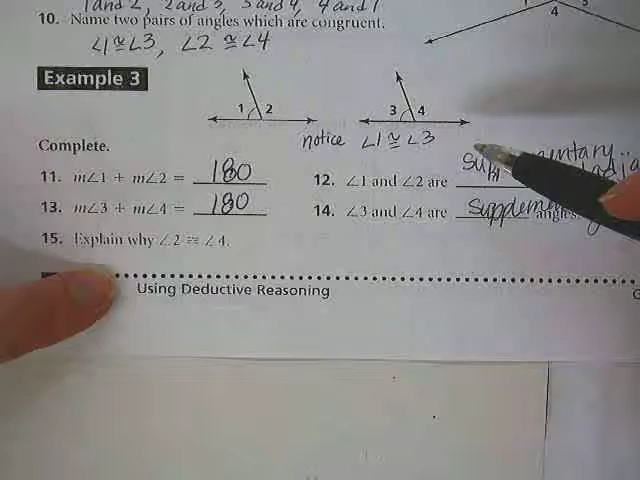 1 and 2, 2 and 3, 3 and 4, 4 and 1
10. Name two pairs of angles which are congruent.
∠1 ≅ ∠3, ∠2 ≅ ∠4
4
Example 3
1 2
3 4
notice ∠1 ≅ ∠3
Complete.
11. m∠1 + m∠2 = 180
12. ∠1 and ∠2 are
13. m∠3 + m∠4 = 180
14. ∠3 and ∠4 are angles.
15. Explain why ∠2 ≅ ∠4.
Using Deductive Reasoning